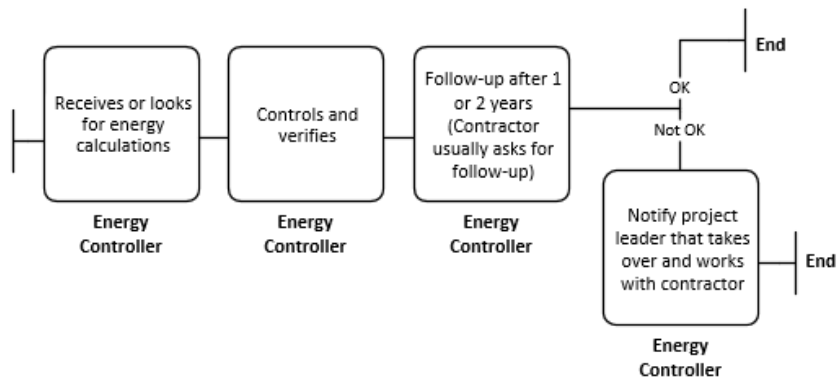 Receives or looks
for energy
calculations
Energy
Controller
Controls and
verifies
Energy
Controller
Follow-up after 1
or 2 years
(Contractor
usually asks for
follow-up)
Energy
Controller
OK
End
Not OK
Notify project
leader that takes
over and works
with contractor
Energy
Controller
End